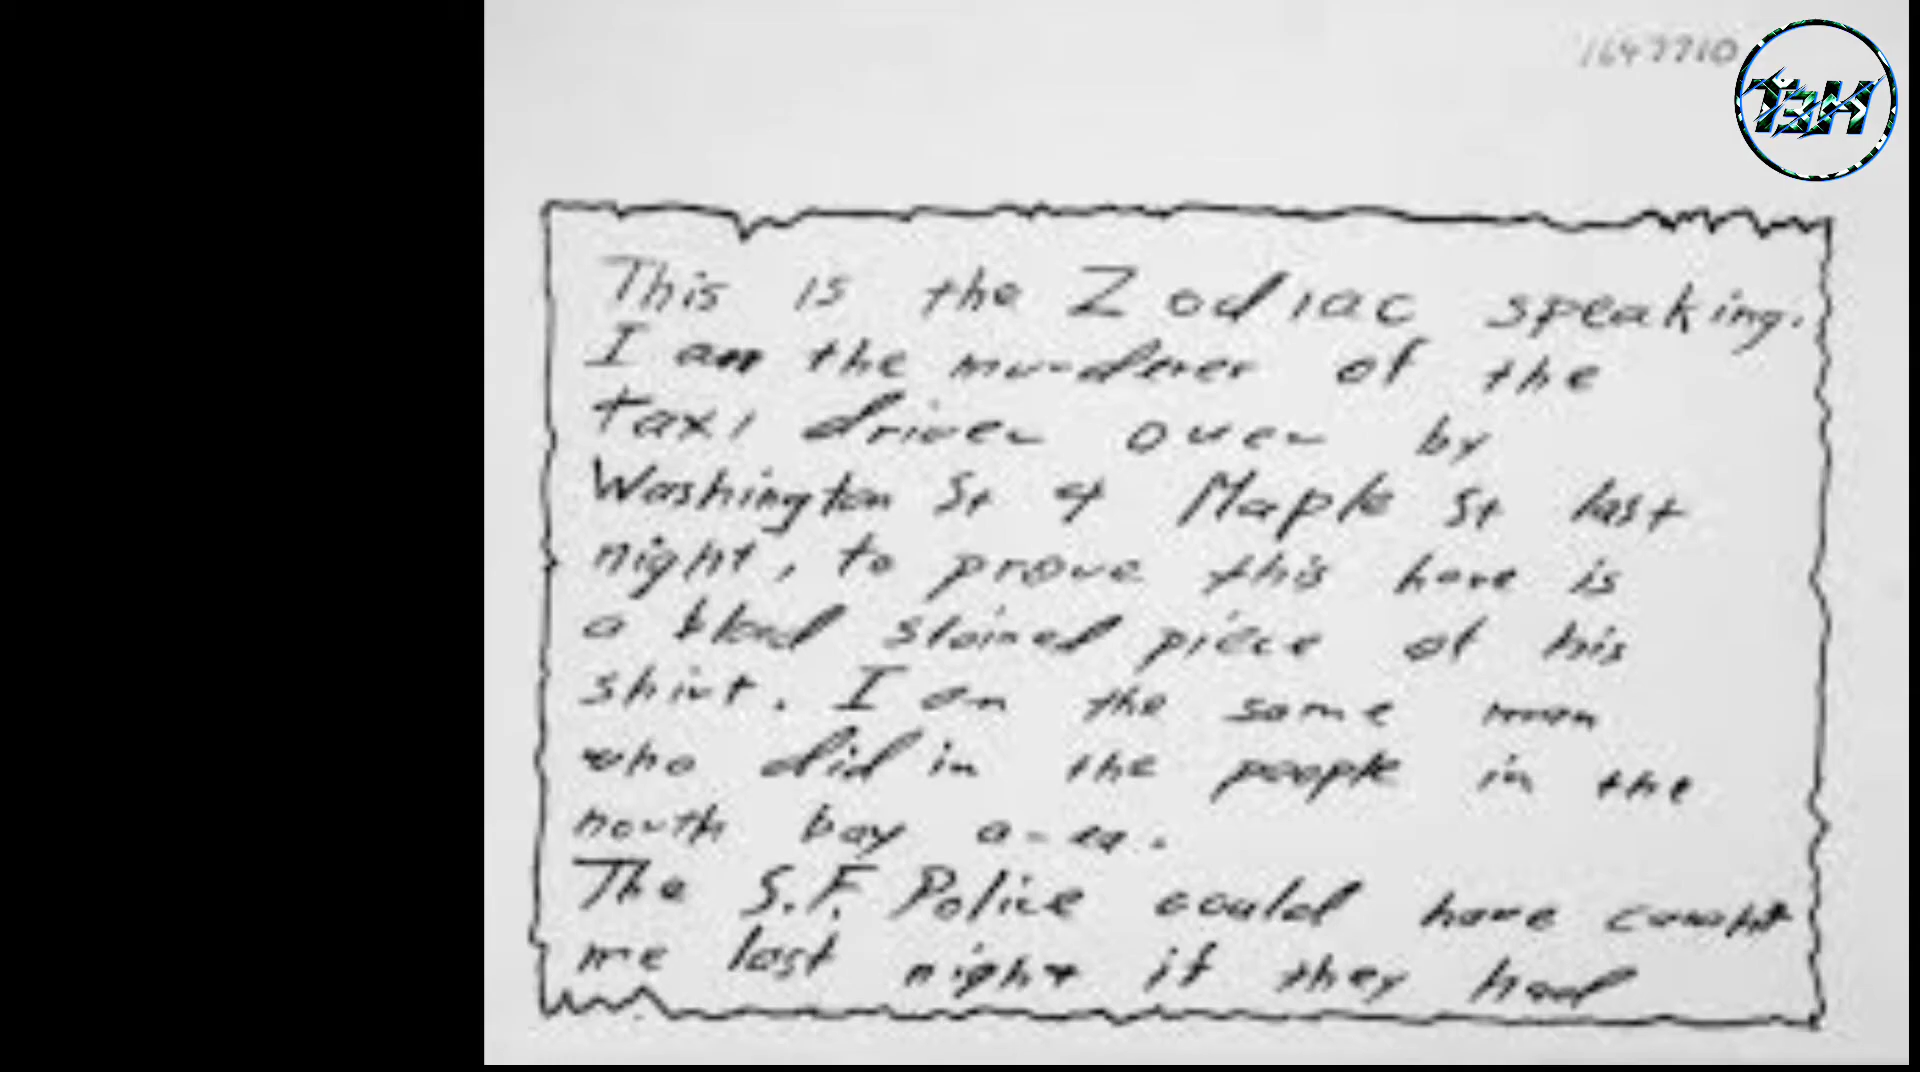 1647710
TBH
This is the Zodiac speaking.
I am the murderer of the
taxi driver over by
Washington St & Maple St last
night, to prove this here is
a blood stained piece of his
shirt. I am the same man
who did in the people in the
north bay area.
The S.F. Police could have caught
me last night if they had